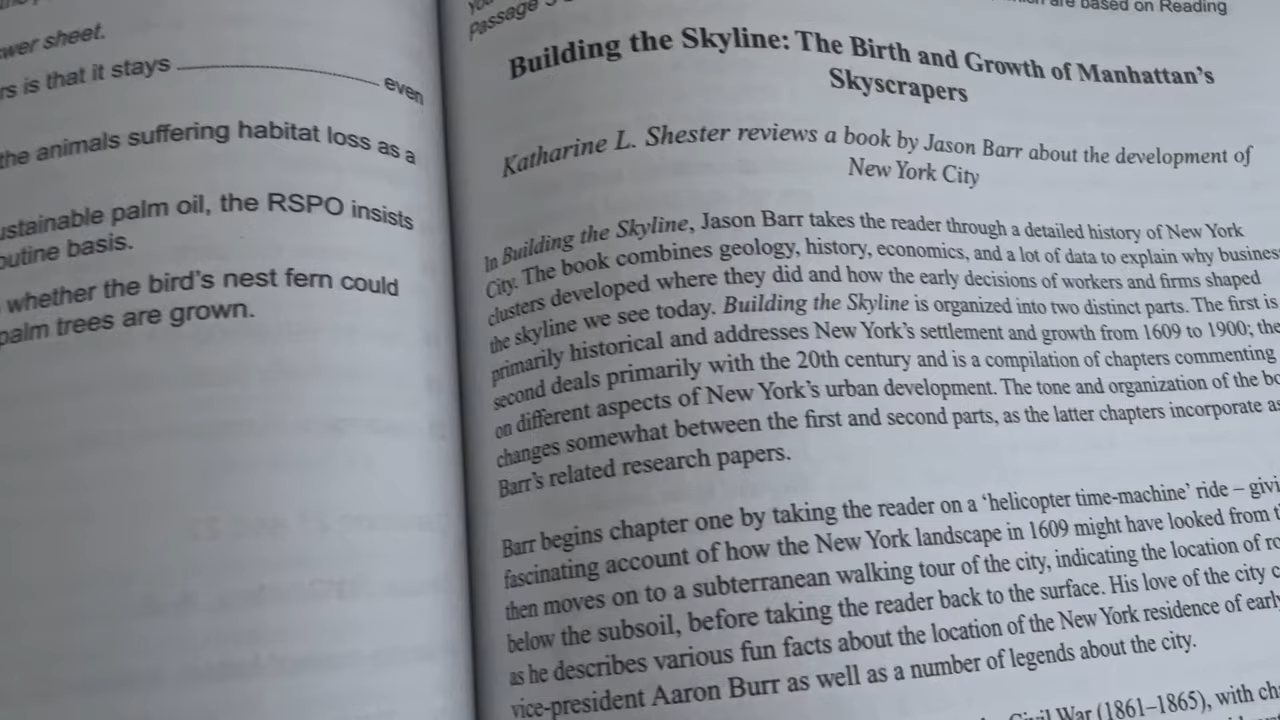 wer sheet.
rs is that it stays even
the animals suffering habitat loss as a
ustainable palm oil, the RSPO insists
outine basis.
whether the bird's nest fern could
palm trees are grown.
Passage
are based on Reading
Building the Skyline: The Birth and Growth of Manhattan's
Skyscrapers
Katharine L. Shester reviews a book by Jason Barr about the development of
New York City
In Building the Skyline, Jason Barr takes the reader through a detailed history of New York
City. The book combines geology, history, economics, and a lot of data to explain why business
clusters developed where they did and how the early decisions of workers and firms shaped
the skyline we see today. Building the Skyline is organized into two distinct parts. The first is
primarily historical and addresses New York's settlement and growth from 1609 to 1900; the
second deals primarily with the 20th century and is a compilation of chapters commenting
on different aspects of New York's urban development. The tone and organization of the bo
changes somewhat between the first and second parts, as the latter chapters incorporate as
Barr's related research papers.
Barr begins chapter one by taking the reader on a 'helicopter time-machine' ride – givi
fascinating account of how the New York landscape in 1609 might have looked from t
then moves on to a subterranean walking tour of the city, indicating the location of ro
below the subsoil, before taking the reader back to the surface. His love of the city c
as he describes various fun facts about the location of the New York residence of early
vice-president Aaron Burr as well as a number of legends about the city.
Civil War (1861–1865), with ch